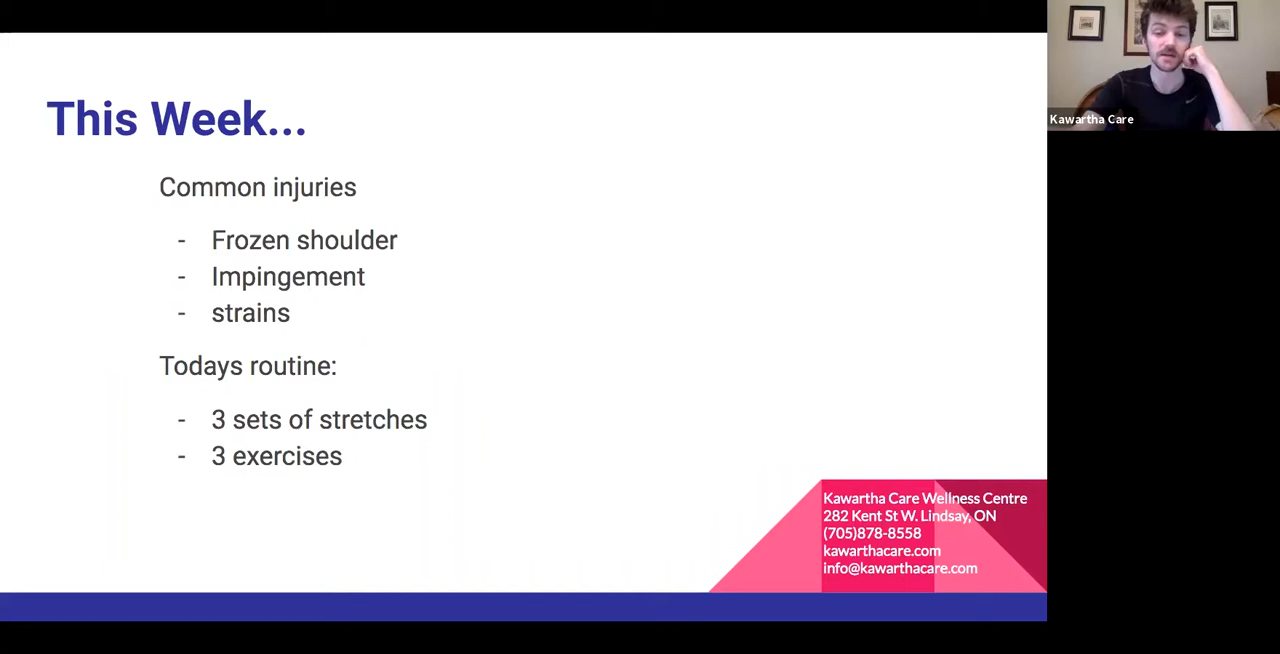 This Week...
Common injuries
- Frozen shoulder
- Impingement
- strains
Todays routine:
- 3 sets of stretches
- 3 exercises
Kawartha Care Wellness Centre
282 Kent St W. Lindsay, ON
(705)878-8558
kawarthacare.com
info@kawarthacare.com
Kawartha Care